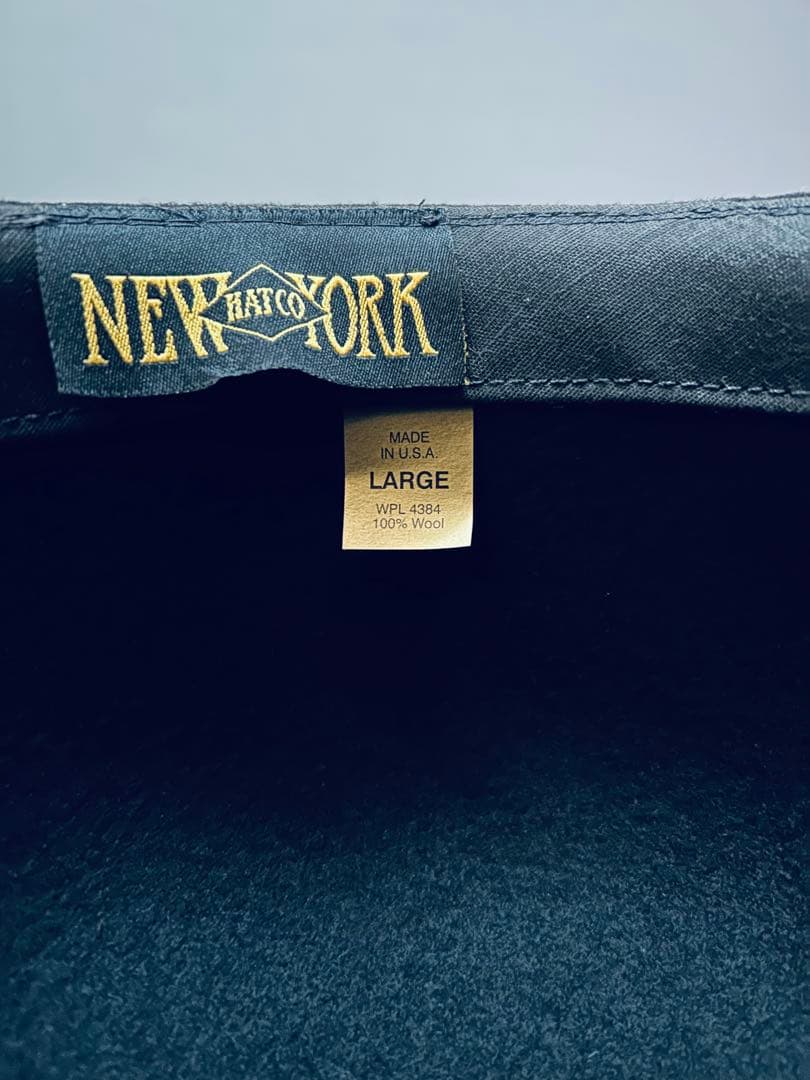 NEW HAT CO YORK
MADE
IN U.S.A.
LARGE
WPL 4384
100% Wool